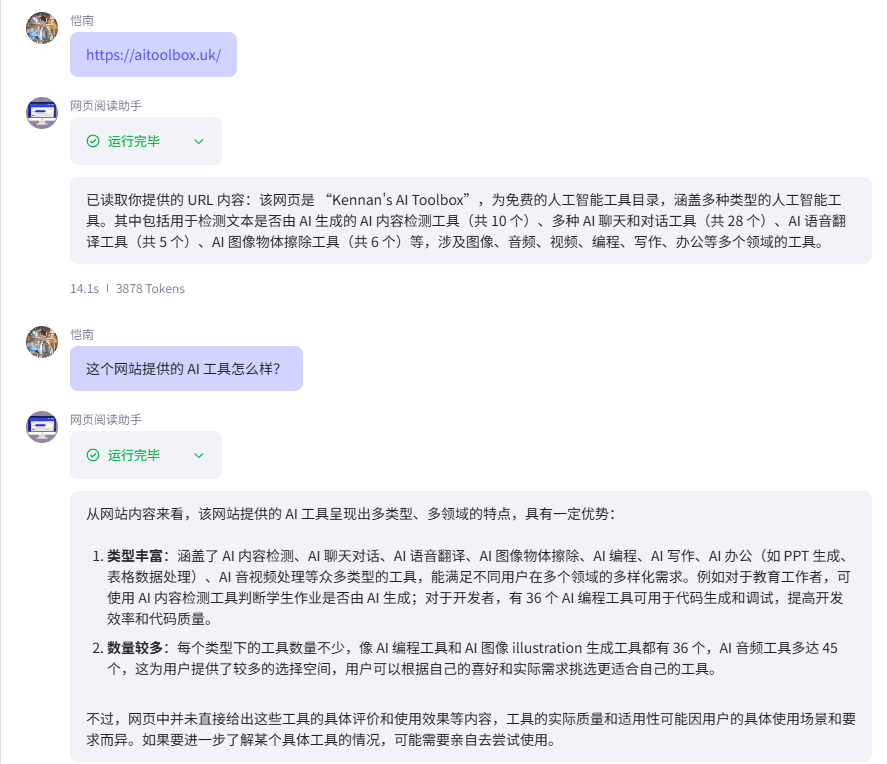 恺南
https://aitoolbox.uk/
网页阅读助手
运行完毕
已读取你提供的 URL 内容：该网页是 “Kennan's AI Toolbox” ，为免费的人工智能工具目录，涵盖多种类型的人工智能工
具。其中包括用于检测文本是否由 AI 生成的 AI 内容检测工具（共 10 个）、多种 AI 聊天和对话工具（共 28 个）、AI 语音翻
译工具（共 5 个）、AI 图像物体擦除工具（共 6 个）等，涉及图像、音频、视频、编程、写作、办公等多个领域的工具。
14.1s | 3878 Tokens
恺南
这个网站提供的 AI 工具怎么样？
网页阅读助手
运行完毕
从网站内容来看，该网站提供的 AI 工具呈现出多类型、多领域的特点，具有一定优势：
1. 类型丰富：涵盖了 AI 内容检测、AI 聊天对话、AI 语音翻译、AI 图像物体擦除、AI 编程、AI 写作、AI 办公（如 PPT 生成、
表格数据处理）、AI 音视频处理等众多类型的工具，能满足不同用户在多个领域的多样化需求。例如对于教育工作者，可
使用 AI 内容检测工具判断学生作业是否由 AI 生成；对于开发者，有 36 个 AI 编程工具可用于代码生成和调试，提高开发
效率和代码质量。
2. 数量较多：每个类型下的工具数量不少，像 AI 编程工具和 AI 图像 illustration 生成工具都有 36 个，AI 音频工具多达 45
个，这为用户提供了较多的选择空间，用户可以根据自己的喜好和实际需求挑选更适合自己的工具。
不过，网页中并未直接给出这些工具的具体评价和使用效果等内容，工具的实际质量和适用性可能因用户的具体使用场景和要
求而异。如果要进一步了解某个具体工具的情况，可能需要亲自去尝试使用。